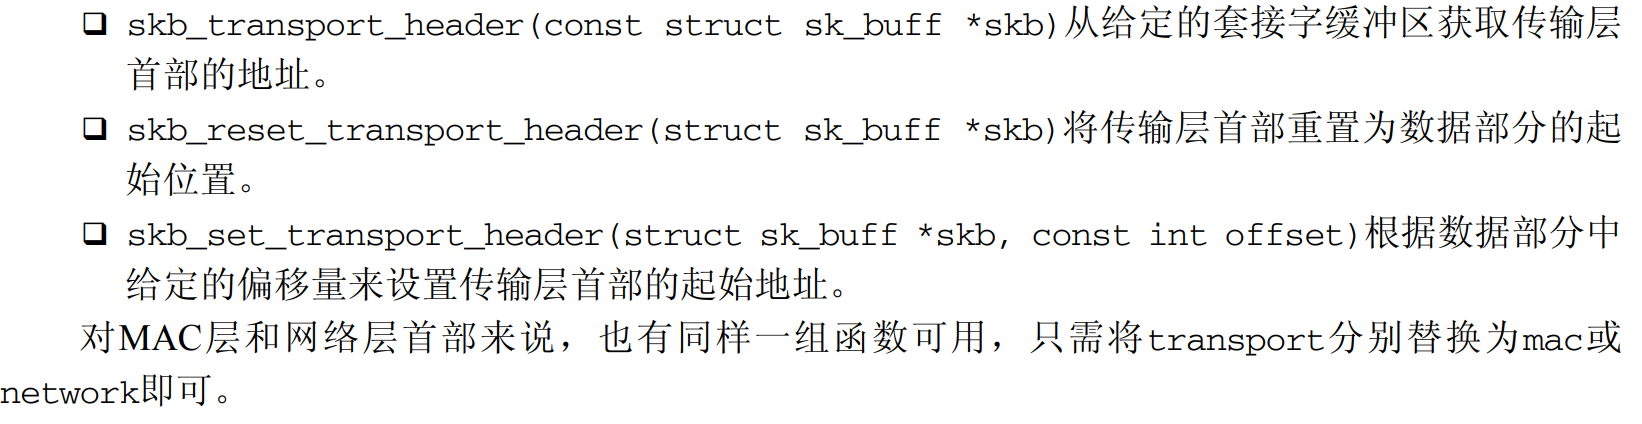 ❑ skb_transport_header(const struct sk_buff *skb)从给定的套接字缓冲区获取传输层
首部的地址。
❑ skb_reset_transport_header(struct sk_buff *skb)将传输层首部重置为数据部分的起
始位置。
❑ skb_set_transport_header(struct sk_buff *skb, const int offset)根据数据部分中
给定的偏移量来设置传输层首部的起始地址。
对MAC层和网络层首部来说，也有同样一组函数可用，只需将transport分别替换为mac或
network即可。